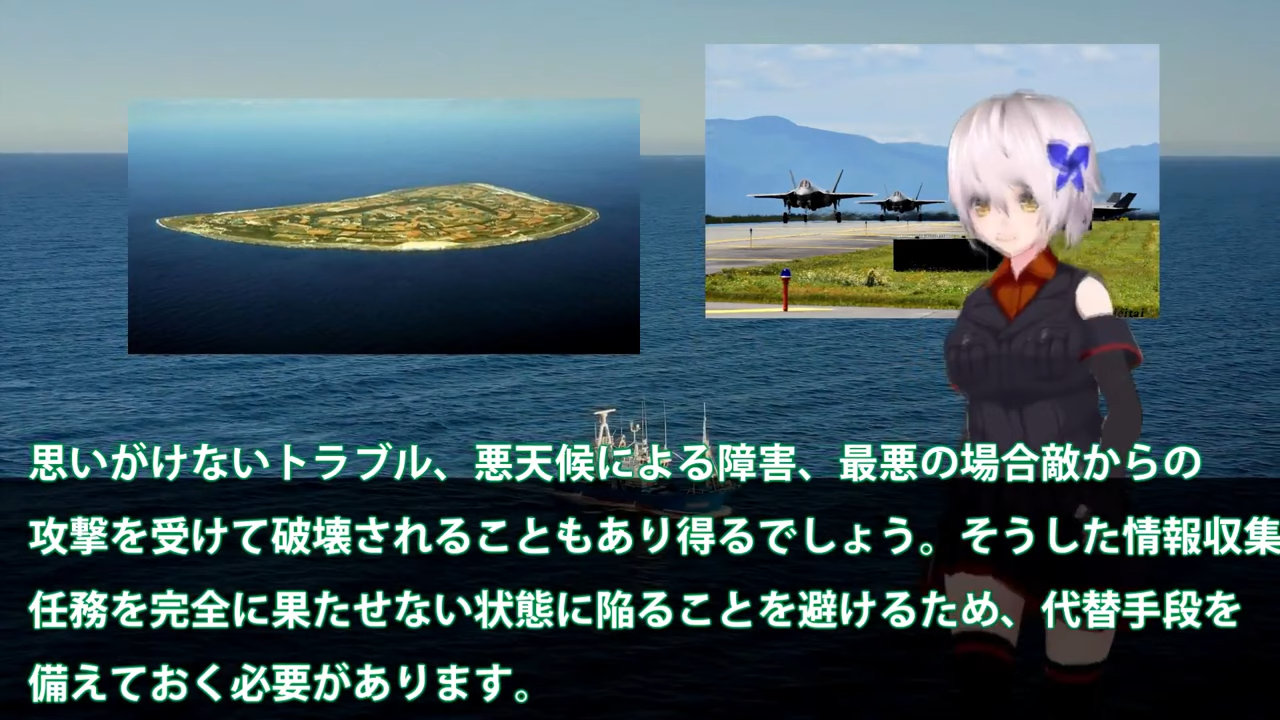 思いがけないトラブル、悪天候による障害、最悪の場合敵からの
攻撃を受けて破壊されることもあり得るでしょう。そうした情報収集
任務を完全に果たせない状態に陥ることを避けるため、代替手段を
備えておく必要があります。